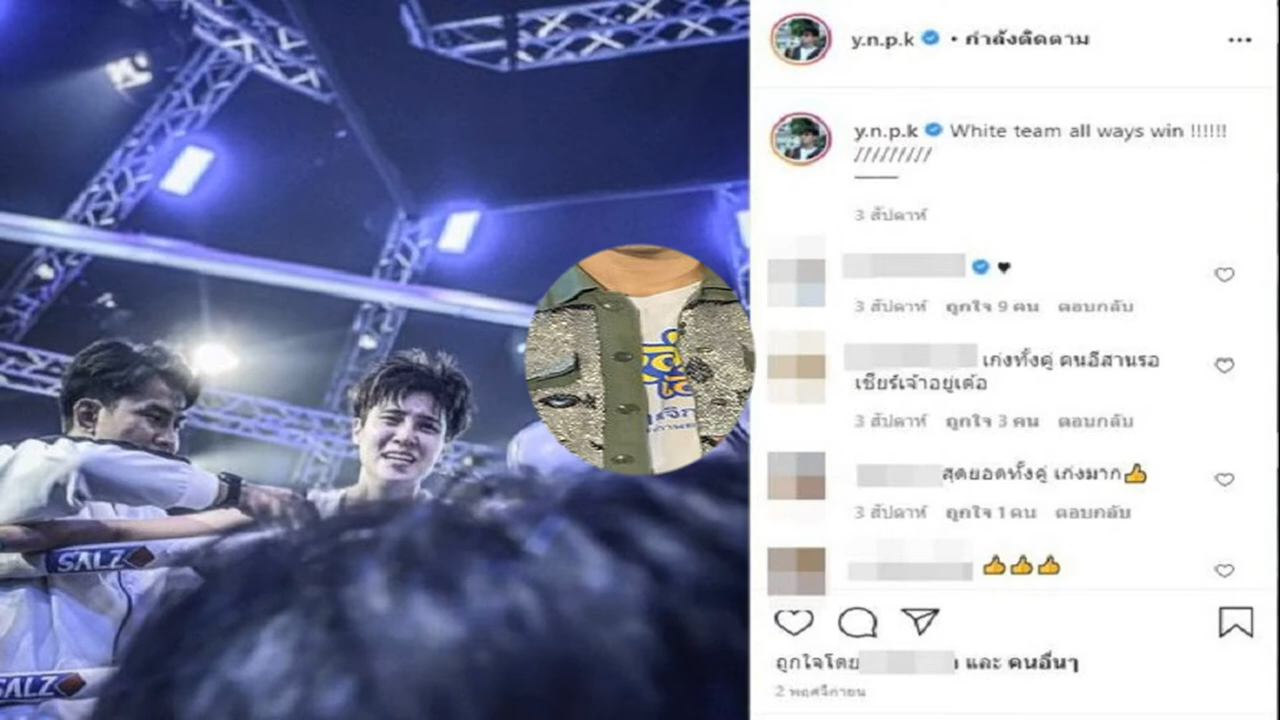 SALZ
SALZ
y.n.p.k • กำลังติดตาม
y.n.p.k White team all ways win !!!!!!
3 สัปดาห์
3 สัปดาห์ ถูกใจ 9 คน ตอบกลับ
เก่งทั้งคู่ คนอีสานรอ
เชียร์เจ้าอยู่เด้อ
3 สัปดาห์ ถูกใจ 3 คน ตอบกลับ
สุดยอดทั้งคู่ เก่งมาก👍
3 สัปดาห์ ถูกใจ 1 คน ตอบกลับ
👍👍👍
ถูกใจโดย และ คนอื่นๆ
2 พฤศจิกายน